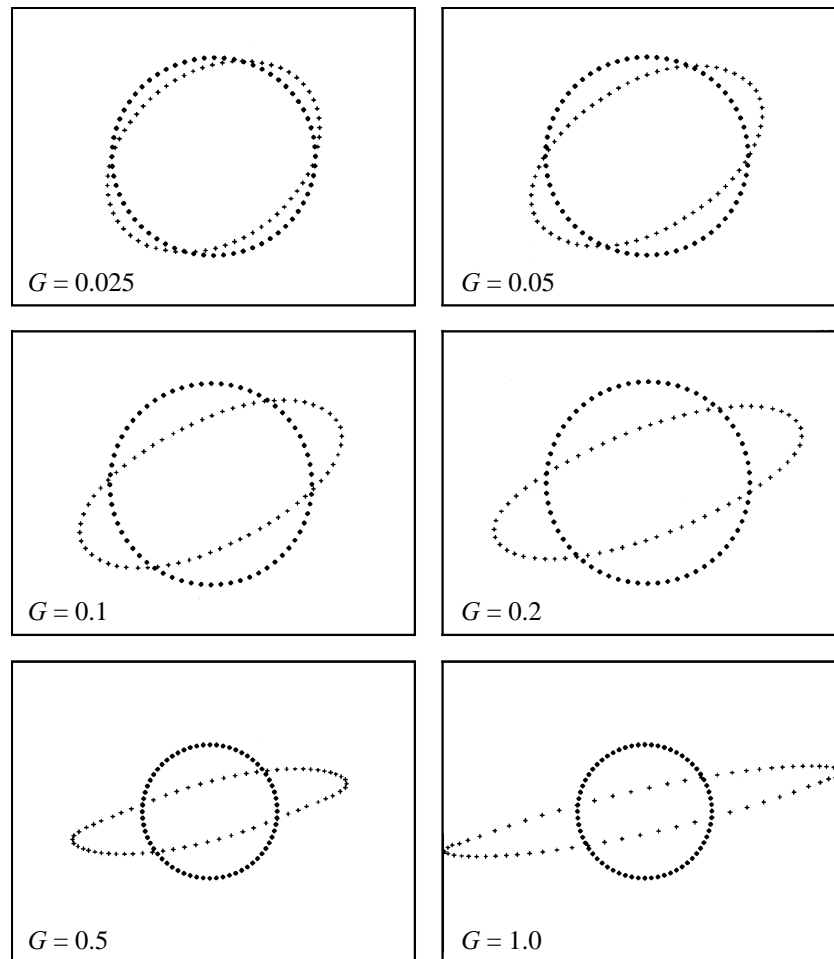 G = 0.025
G = 0.05
G = 0.1
G = 0.2
G = 0.5
G = 1.0